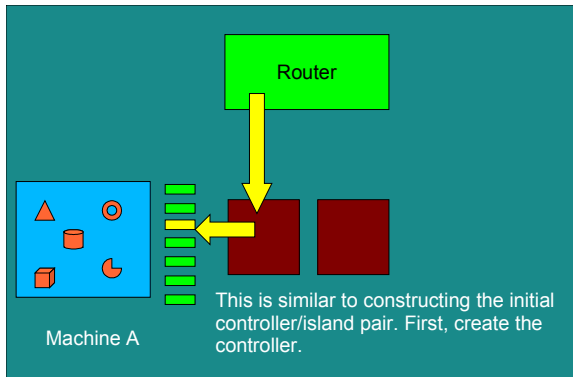 Router
This is similar to constructing the initial
controller/island pair. First, create the
controller.
Machine A